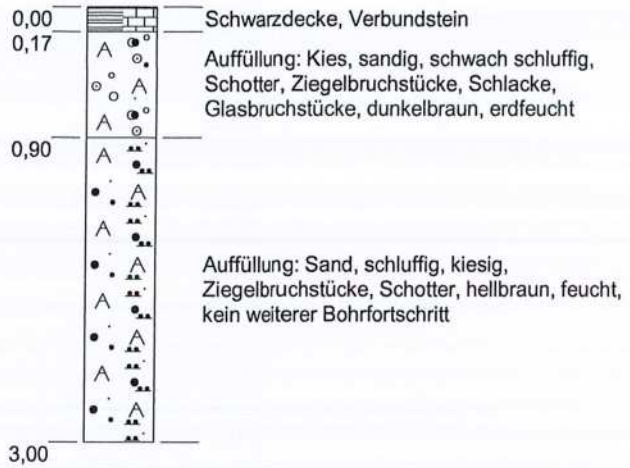 0,00
Schwarzdecke, Verbundstein
0,17
Auffüllung: Kies, sandig, schwach schluffig,
Schotter, Ziegelbruchstücke, Schlacke,
Glasbruchstücke, dunkelbraun, erdfeucht
0,90
Auffüllung: Sand, schluffig, kiesig,
Ziegelbruchstücke, Schotter, hellbraun, feucht,
kein weiterer Bohrfortschritt
3,00